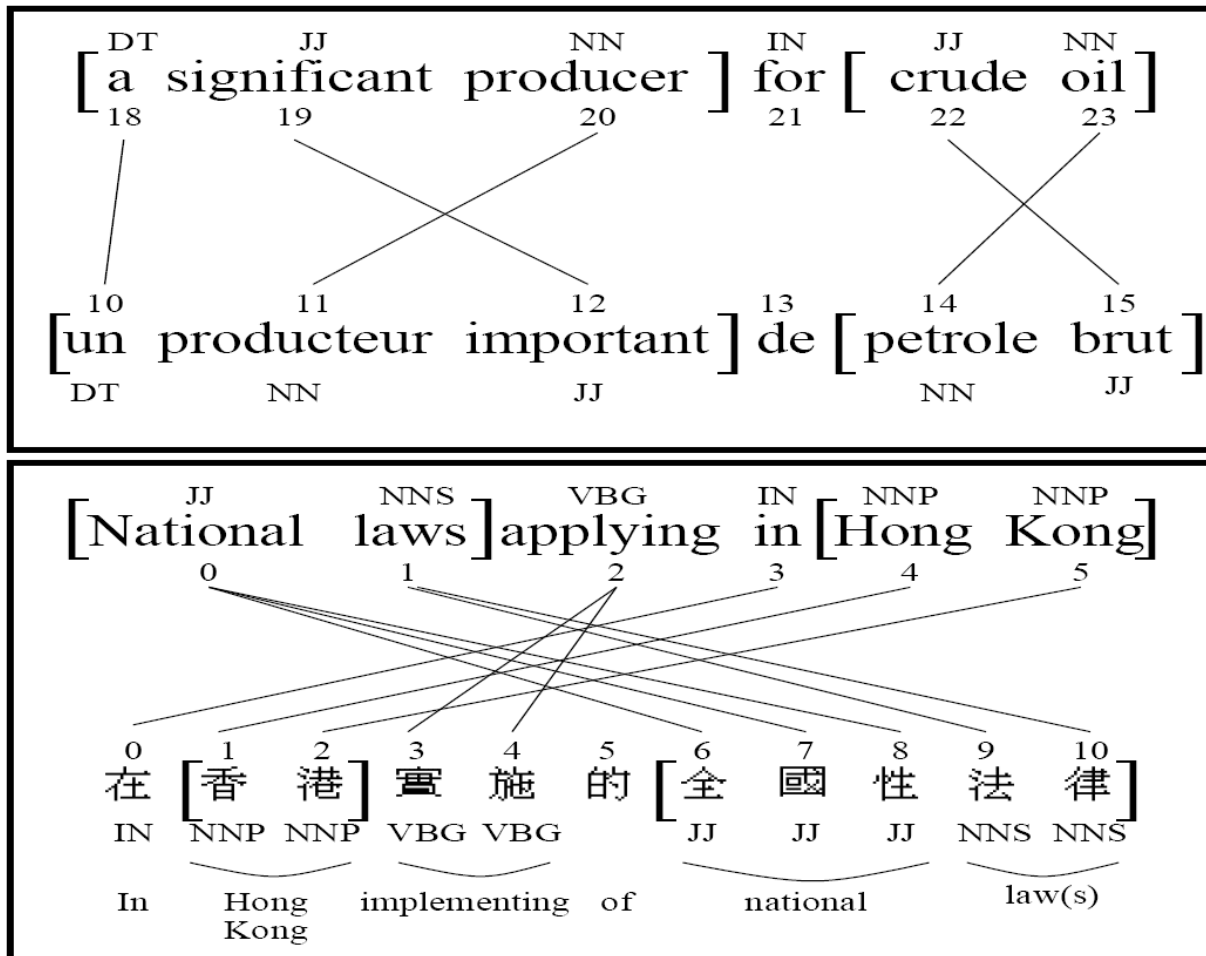 DT JJ NN IN JJ NN
[a significant producer] for [crude oil]
18 19 20 21 22 23
10 11 12 13 14 15
[un producteur important] de [petrole brut]
DT NN JJ NN JJ
JJ NNS VBG IN NNP NNP
[National laws] applying in [Hong Kong]
0 1 2 3 4 5
0 1 2 3 4 5 6 7 8 9 10
在 [香 港] 實 施 的 [全 國 性 法 律]
IN NNP NNP VBG VBG JJ JJ JJ NNS NNS
In Hong implementing of national law(s)
Kong